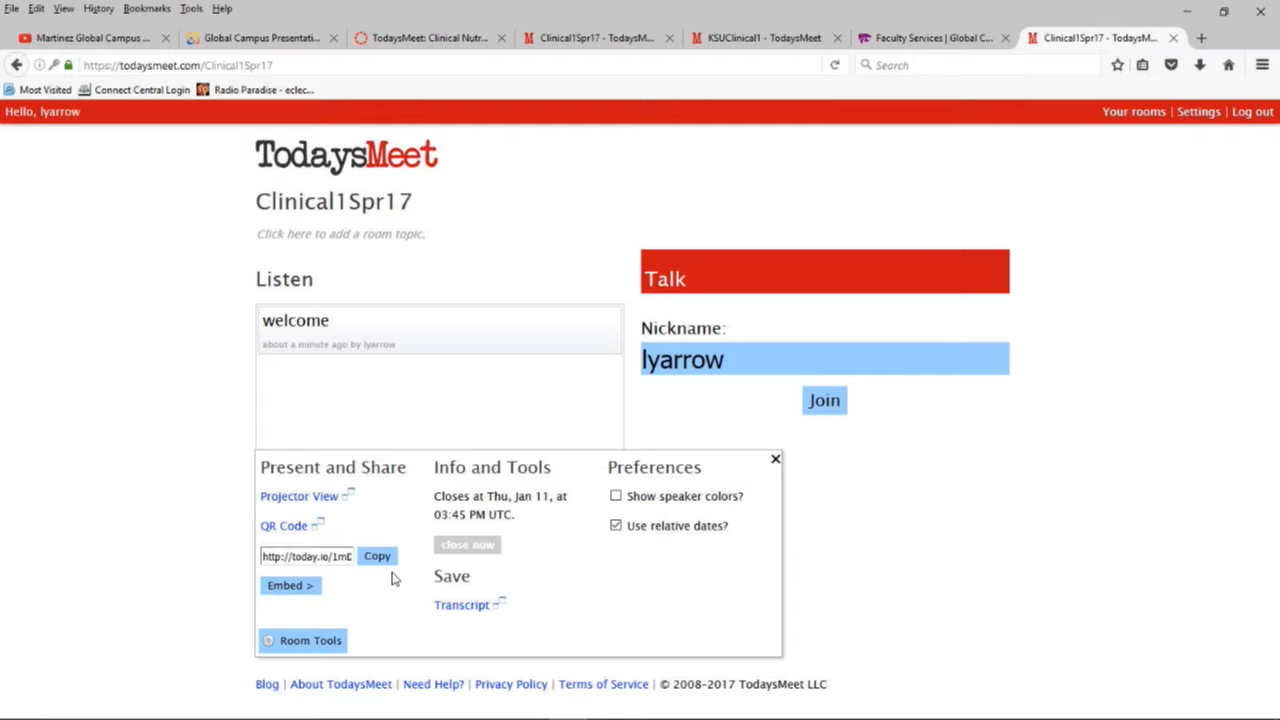 File Edit View History Bookmarks Tools Help
Martinez Global Campus ... Global Campus Presentati... TodaysMeet: Clinical Nutr... Clinical1Spr17 - TodaysM... KSUClinical1 - TodaysMeet Faculty Services | Global C... Clinical1Spr17 - TodaysM...
https://todaysmeet.com/Clinical1Spr17 Search
Most Visited Connect Central Login Radio Paradise - eclec...
Hello, lyarrow Your rooms | Settings | Log out
TodaysMeet
Clinical1Spr17
Click here to add a room topic.
Listen
welcome
about a minute ago by lyarrow
Talk
Nickname:
lyarrow
Join
Present and Share
Projector View
QR Code
http://today.io/1mD Copy
Embed >
Room Tools
Info and Tools
Closes at Thu, Jan 11, at
03:45 PM UTC.
close now
Save
Transcript
Preferences
Show speaker colors?
Use relative dates?
Blog | About TodaysMeet | Need Help? | Privacy Policy | Terms of Service | © 2008-2017 TodaysMeet LLC